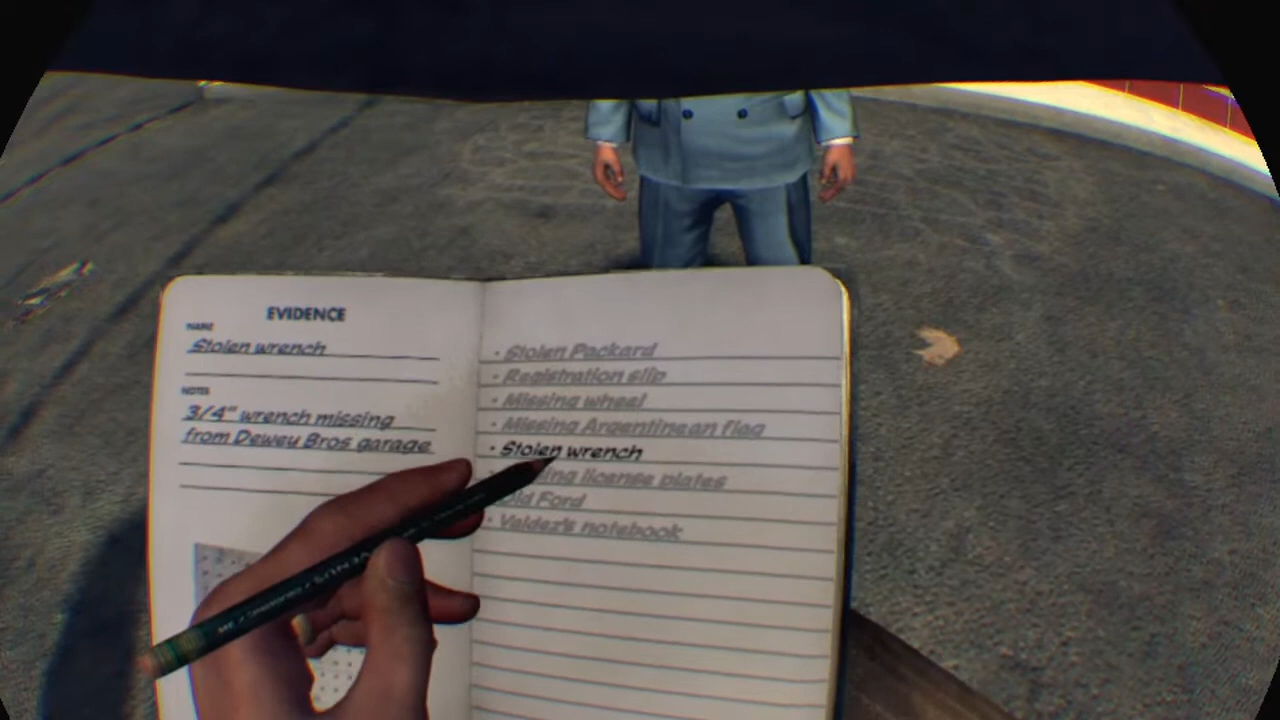 EVIDENCE
NAME
Stolen wrench
NOTES
3/4" wrench missing
from Dewey Bros garage
• Stolen Packard
• Registration slip
• Missing wheel
• Missing Argentinean flag
• Stolen wrench
license plates
Ford
• Valdez's notebook
VENUS